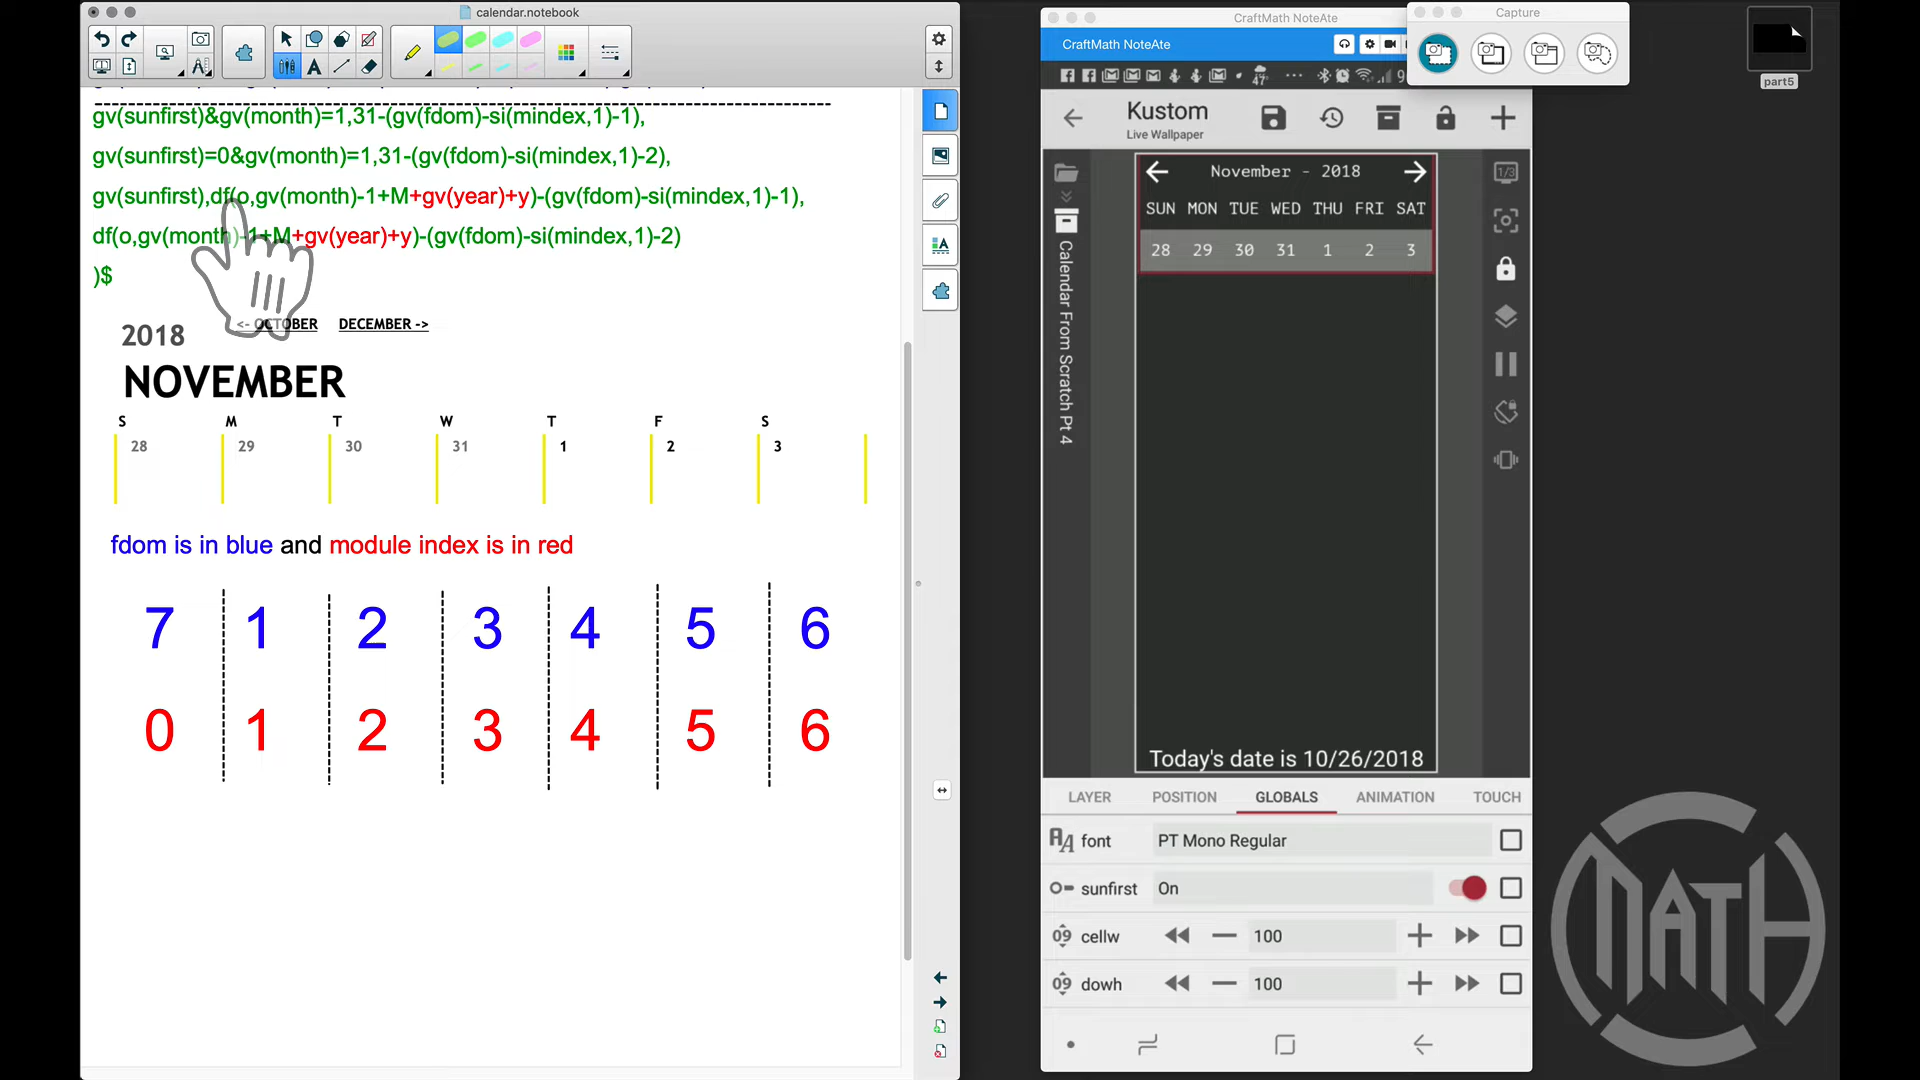 calendar.notebook
gv(sunfirst)&gv(month)=1,31-(gv(fdom)-si(mindex,1)-1),
gv(sunfirst)=0&gv(month)=1,31-(gv(fdom)-si(mindex,1)-2),
gv(sunfirst),df(o,gv(month)-1+M+gv(year)+y)-(gv(fdom)-si(mindex,1)-1),
df(o,gv(month)-1+M+gv(year)+y)-(gv(fdom)-si(mindex,1)-2)
)$
<- OCTOBER DECEMBER ->
2018
NOVEMBER
S M T W T F S
28 29 30 31 1 2 3
fdom is in blue and module index is in red
7 1 2 3 4 5 6
0 1 2 3 4 5 6
CraftMath NoteAte
CraftMath NoteAte
Capture
part5
Kustom
Live Wallpaper
Calendar From Scratch Pt 4
1/3
November - 2018
SUN MON TUE WED THU FRI SAT
28 29 30 31 1 2 3
Today's date is 10/26/2018
LAYER POSITION GLOBALS ANIMATION TOUCH
font PT Mono Regular
sunfirst On
09 cellw 100
09 dowh 100
MATH